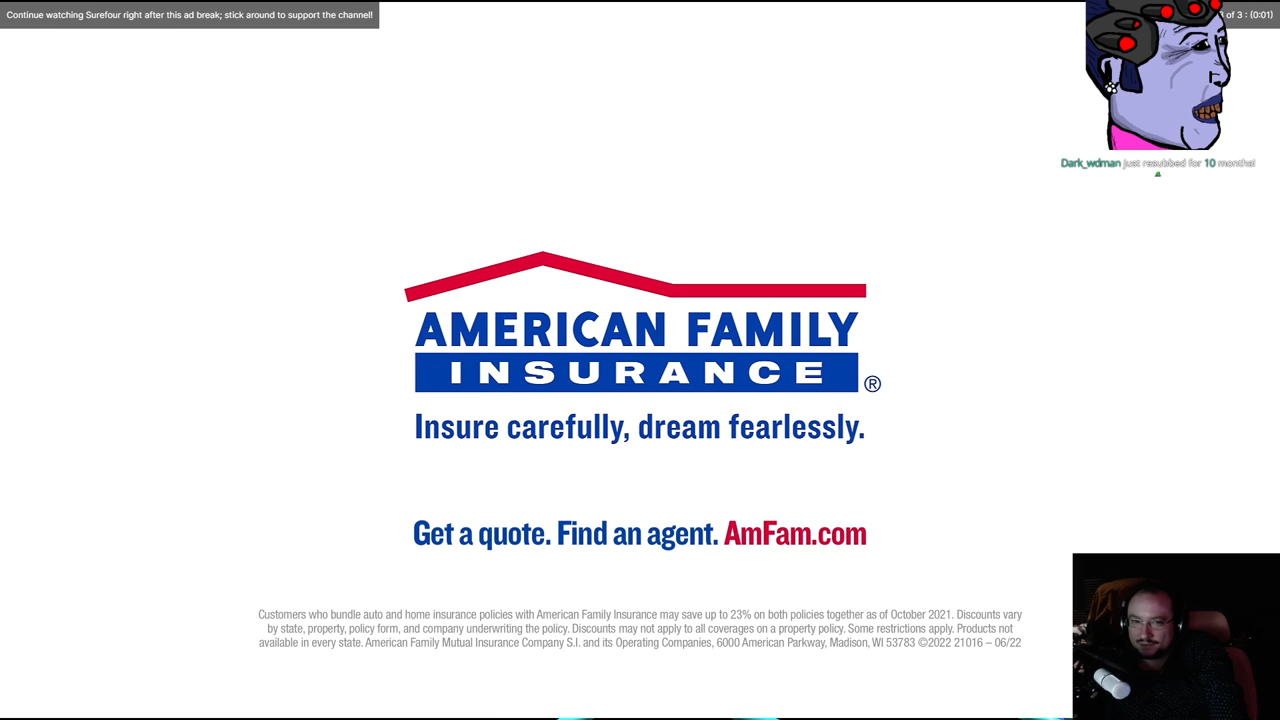 Continue watching Surefour right after this ad break; stick around to support the channel!
of 3 : (0:01)
Dark_wdman just resubbed for 10 months!
AMERICAN FAMILY
INSURANCE ®
Insure carefully, dream fearlessly.
Get a quote. Find an agent. AmFam.com
Customers who bundle auto and home insurance policies with American Family Insurance may save up to 23% on both policies together as of October 2021. Discounts vary
by state, property, policy form, and company underwriting the policy. Discounts may not apply to all coverages on a property policy. Some restrictions apply. Products not
available in every state. American Family Mutual Insurance Company S.I. and its Operating Companies, 6000 American Parkway, Madison, WI 53783 ©2022 21016 – 06/22